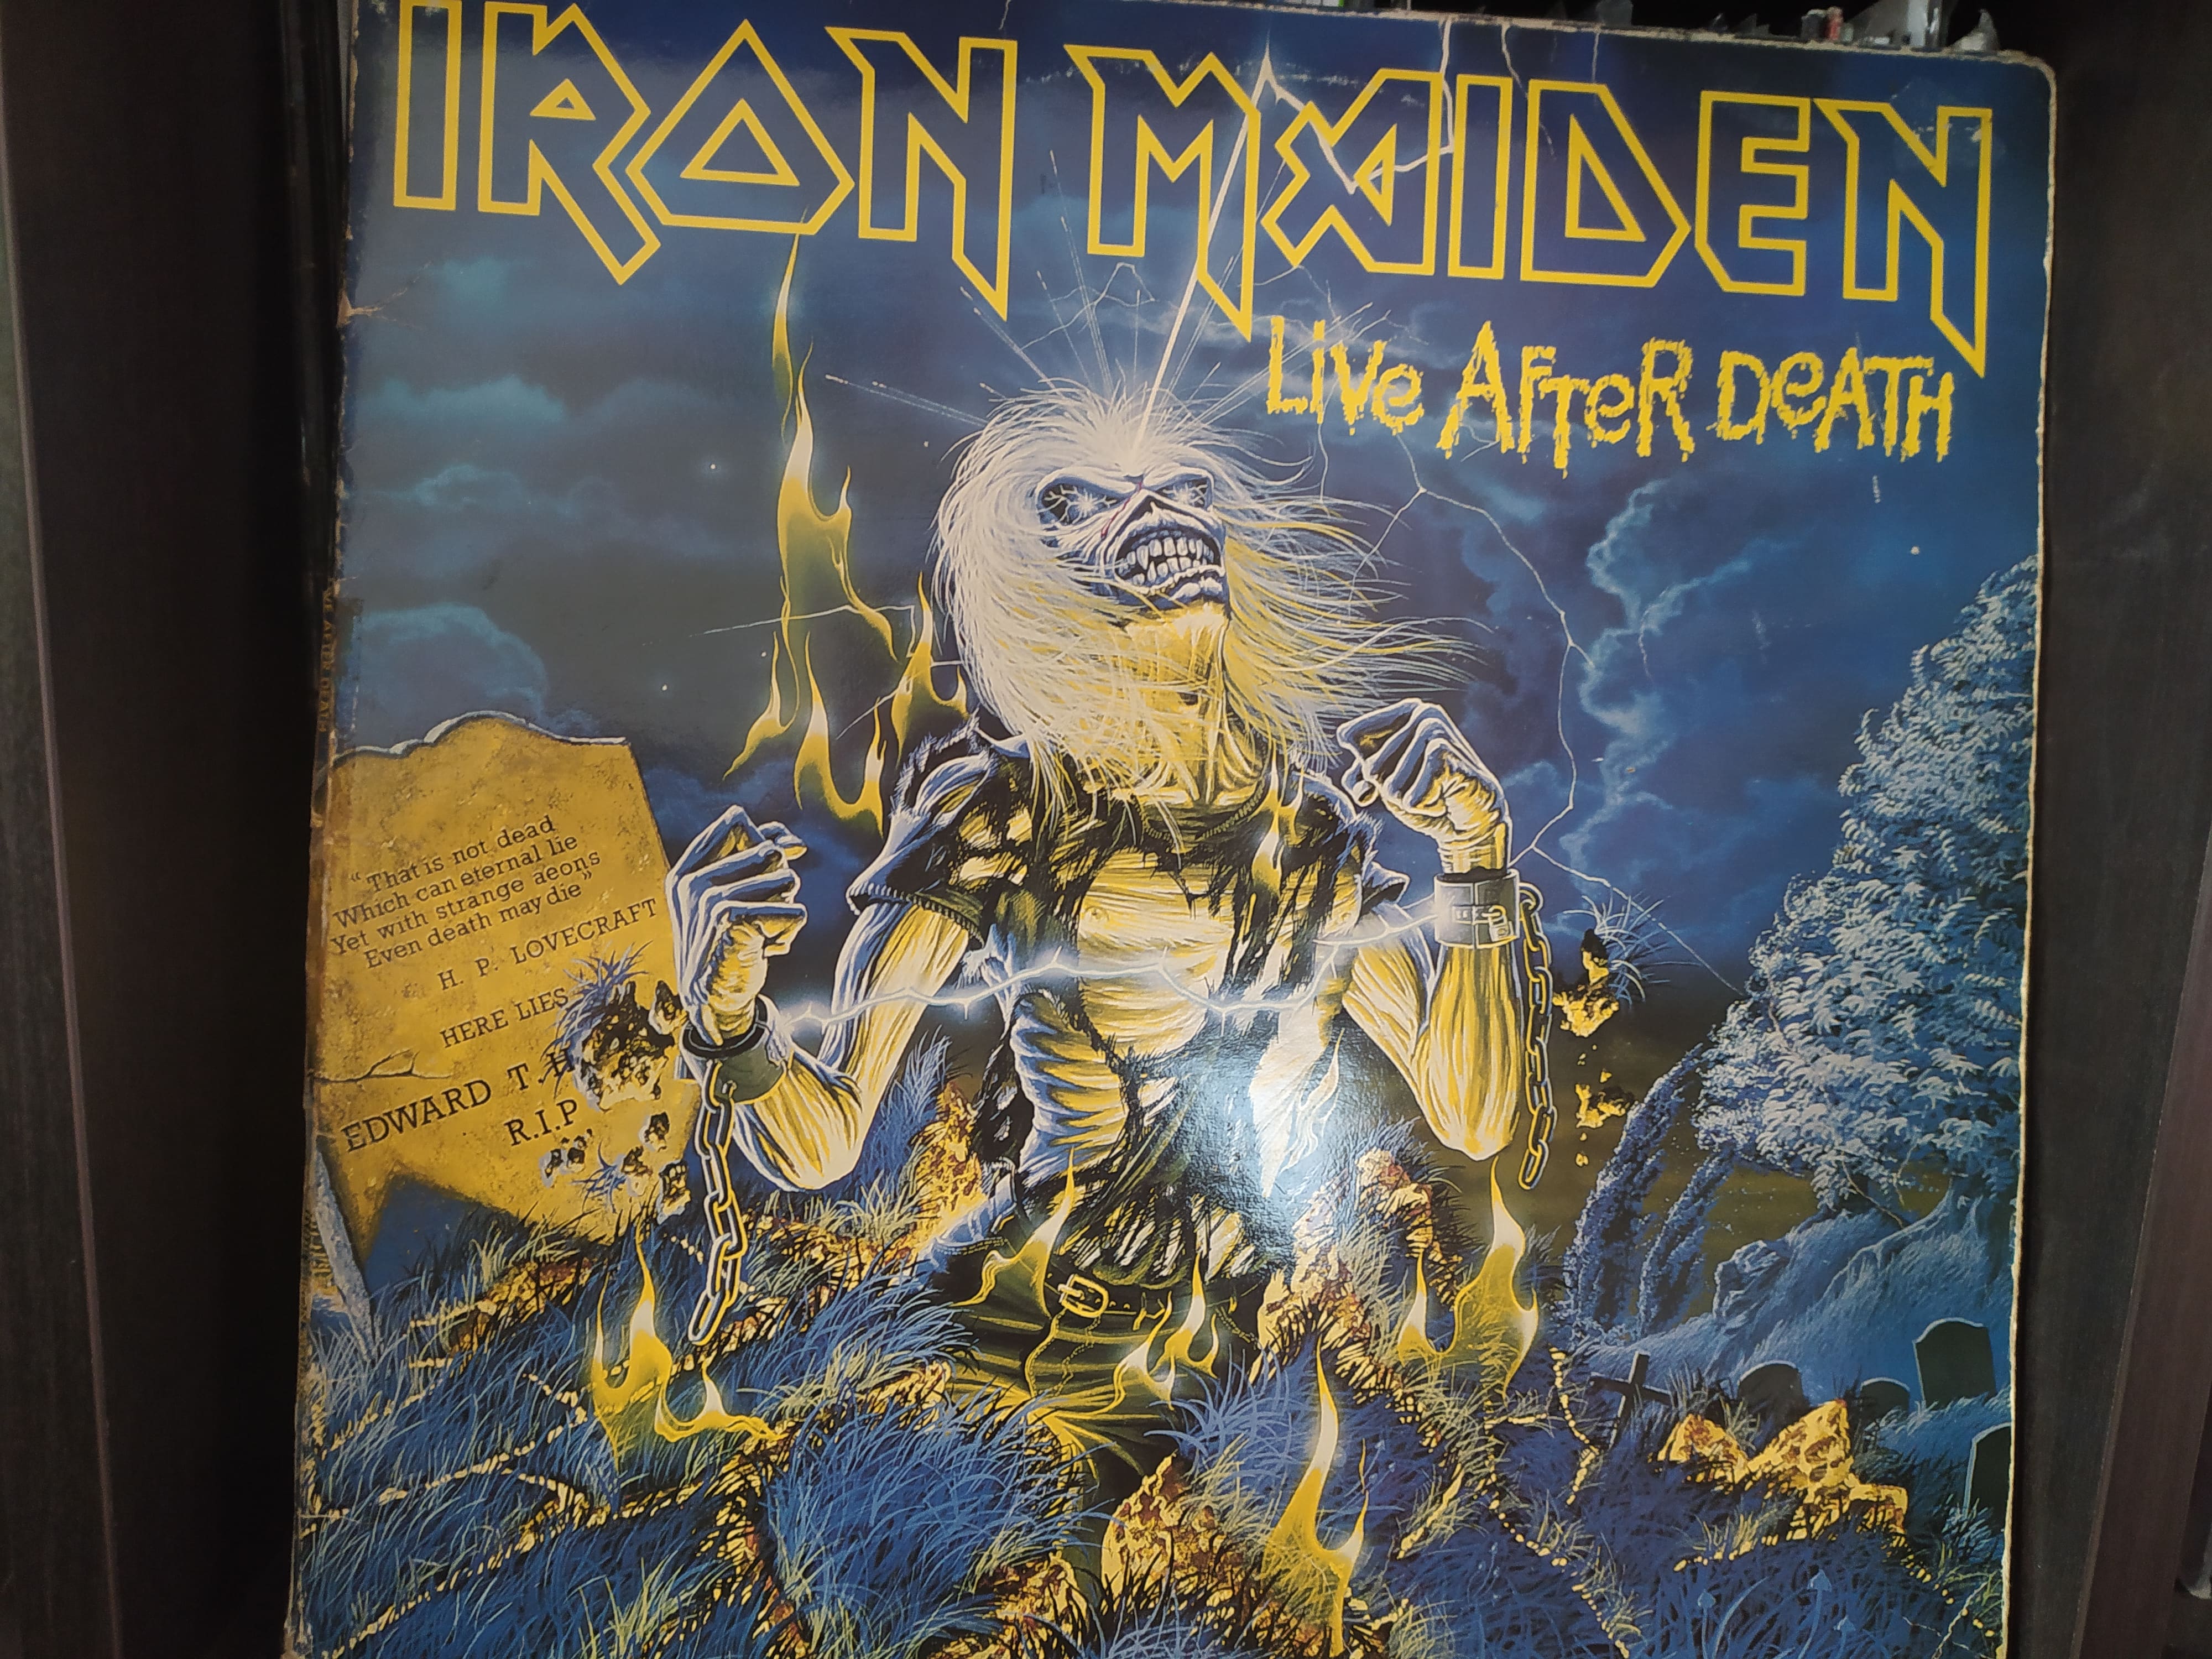 IRON MAIDEN
LIVE AFTER DEATH
"That is not dead
Which can eternal lie
Yet with strange aeons
Even death may die"
H. P. LOVECRAFT
HERE LIES
EDWARD T. H
R.I.P